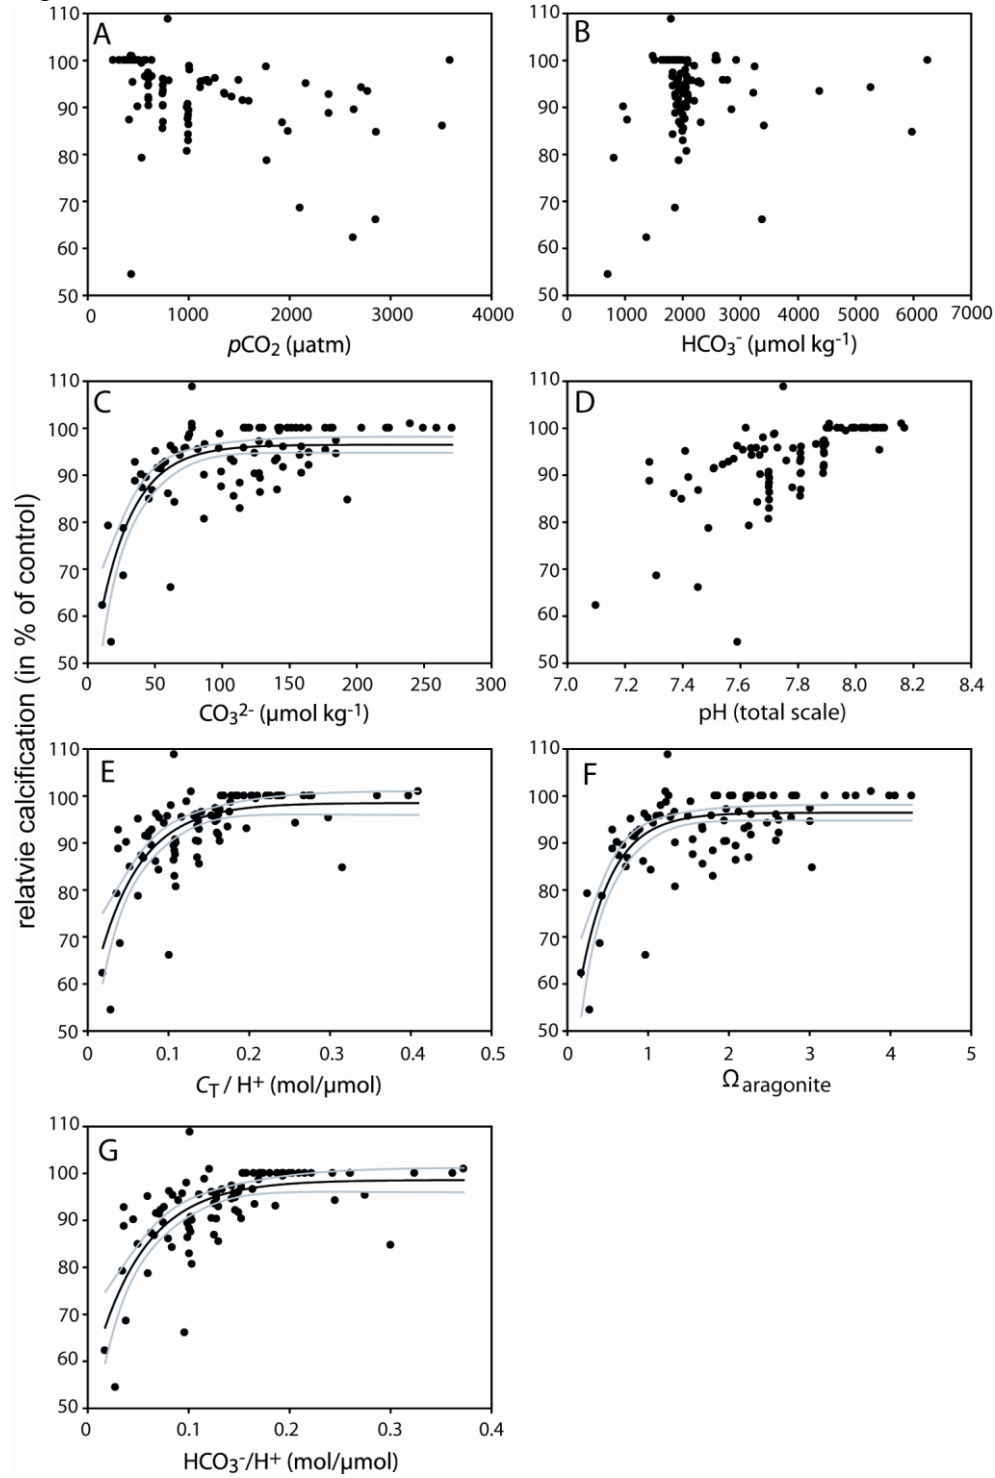 A
110
100
90
80
70
60
50
0 1000 2000 3000 4000
pCO₂ (µatm)
B
110
100
90
80
70
60
50
0 1000 2000 3000 4000 5000 6000 7000
HCO₃⁻ (µmol kg⁻¹)
C
110
100
90
80
70
60
50
0 50 100 150 200 250 300
CO₃²⁻ (µmol kg⁻¹)
D
110
100
90
80
70
60
50
7.0 7.2 7.4 7.6 7.8 8.0 8.2 8.4
pH (total scale)
relatvie calcification (in % of control)
E
110
100
90
80
70
60
50
0 0.1 0.2 0.3 0.4 0.5
C_T / H⁺ (mol/µmol)
F
110
100
90
80
70
60
50
0 1 2 3 4 5
Ω aragonite
G
110
100
90
80
70
60
50
0 0.1 0.2 0.3 0.4
HCO₃⁻/H⁺ (mol/µmol)